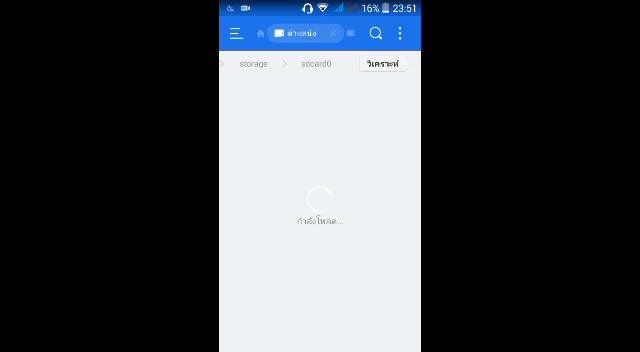 16% 23:51
ตำแหน่ง
storage sdcard0 วิเคราะห์
กำลังโหลด...